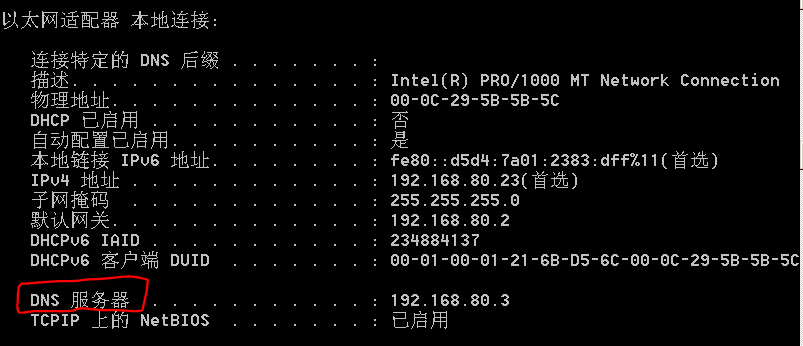 以太网适配器 本地连接:
连接特定的 DNS 后缀 . . . . . . . :
描述. . . . . . . . . . . . . . . : Intel(R) PRO/1000 MT Network Connection
物理地址. . . . . . . . . . . . . : 00-0C-29-5B-5B-5C
DHCP 已启用 . . . . . . . . . . . : 否
自动配置已启用. . . . . . . . . . : 是
本地链接 IPv6 地址. . . . . . . . : fe80::d5d4:7a01:2383:dff%11(首选)
IPv4 地址 . . . . . . . . . . . . : 192.168.80.23(首选)
子网掩码 . . . . . . . . . . . . : 255.255.255.0
默认网关. . . . . . . . . . . . . : 192.168.80.2
DHCPv6 IAID . . . . . . . . . . . : 234884137
DHCPv6 客户端 DUID . . . . . . . : 00-01-00-01-21-6B-D5-6C-00-0C-29-5B-5B-5C
DNS 服务器 . . . . . . . . . . . : 192.168.80.3
TCPIP 上的 NetBIOS . . . . . . . : 已启用